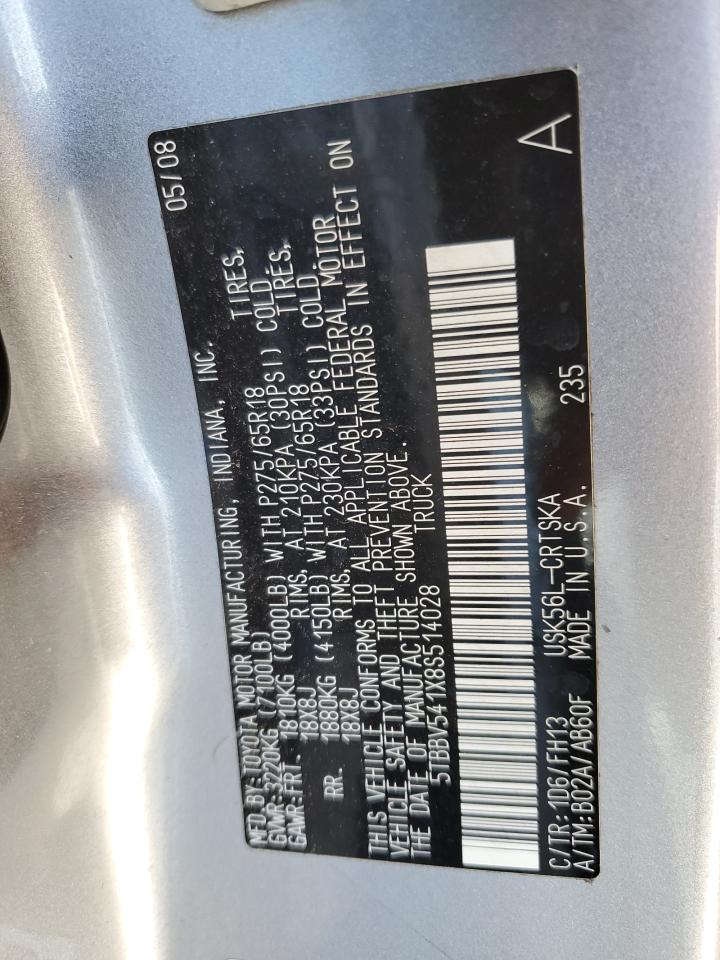 MFD BY: TOYOTA MOTOR MANUFACTURING, INDIANA, INC. 05/08
GVWR: 3220KG (7100LB)
GAWR: FRT. 1810KG (4000LB) WITH P275/65R18 TIRES,
18X8J RIMS, AT 210KPA (30PSI) COLD.
RR. 1880KG (4150LB) WITH P275/65R18 TIRES,
18X8J RIMS, AT 230KPA (33PSI) COLD.
THIS VEHICLE CONFORMS TO ALL APPLICABLE FEDERAL MOTOR
VEHICLE SAFETY AND THEFT PREVENTION STANDARDS IN EFFECT ON
THE DATE OF MANUFACTURE SHOWN ABOVE.
5TBBV541X8S514028 TRUCK
USK56L-CRTSKA A
C/TR: 1D6/FH13
A/TM: B02A/AB60F MADE IN U.S.A. 235